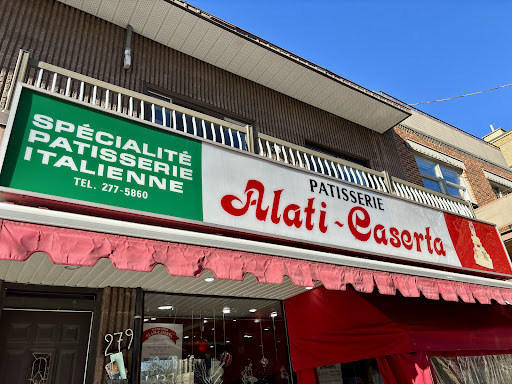 SPÉCIALITÉ
PATISSERIE
ITALIENNE
TEL. 277-5860
PATISSERIE
Alati-Caserta
279